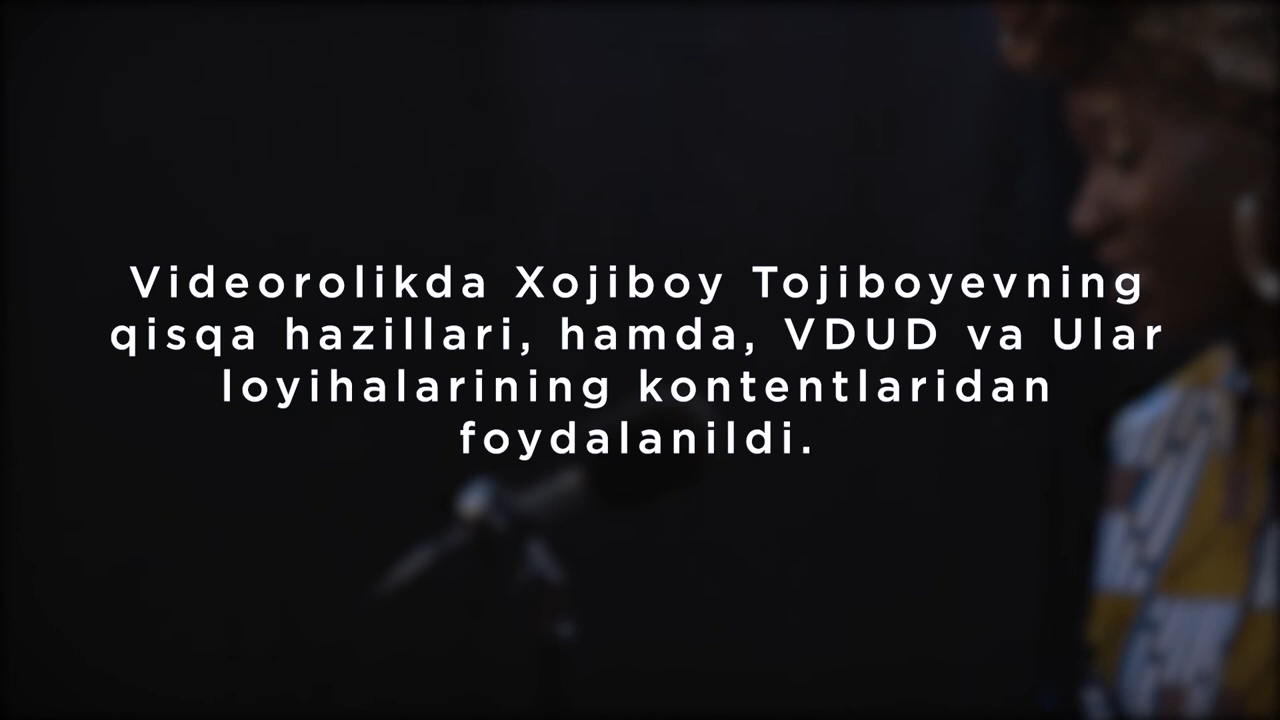 Videorolikda Xojiboy Tojiboyevning
qisqa hazillari, hamda, VDUD va Ular
loyihalarining kontentlaridan
foydalanildi.